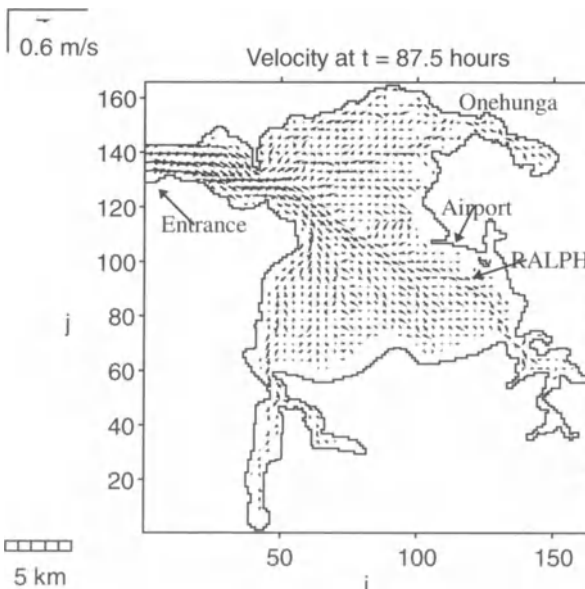 0.6 m/s
Velocity at t = 87.5 hours
160
Onehunga
140
120
Airport
Entrance
100
RALPH
j
80
60
40
20
50
100
150
5 km
i